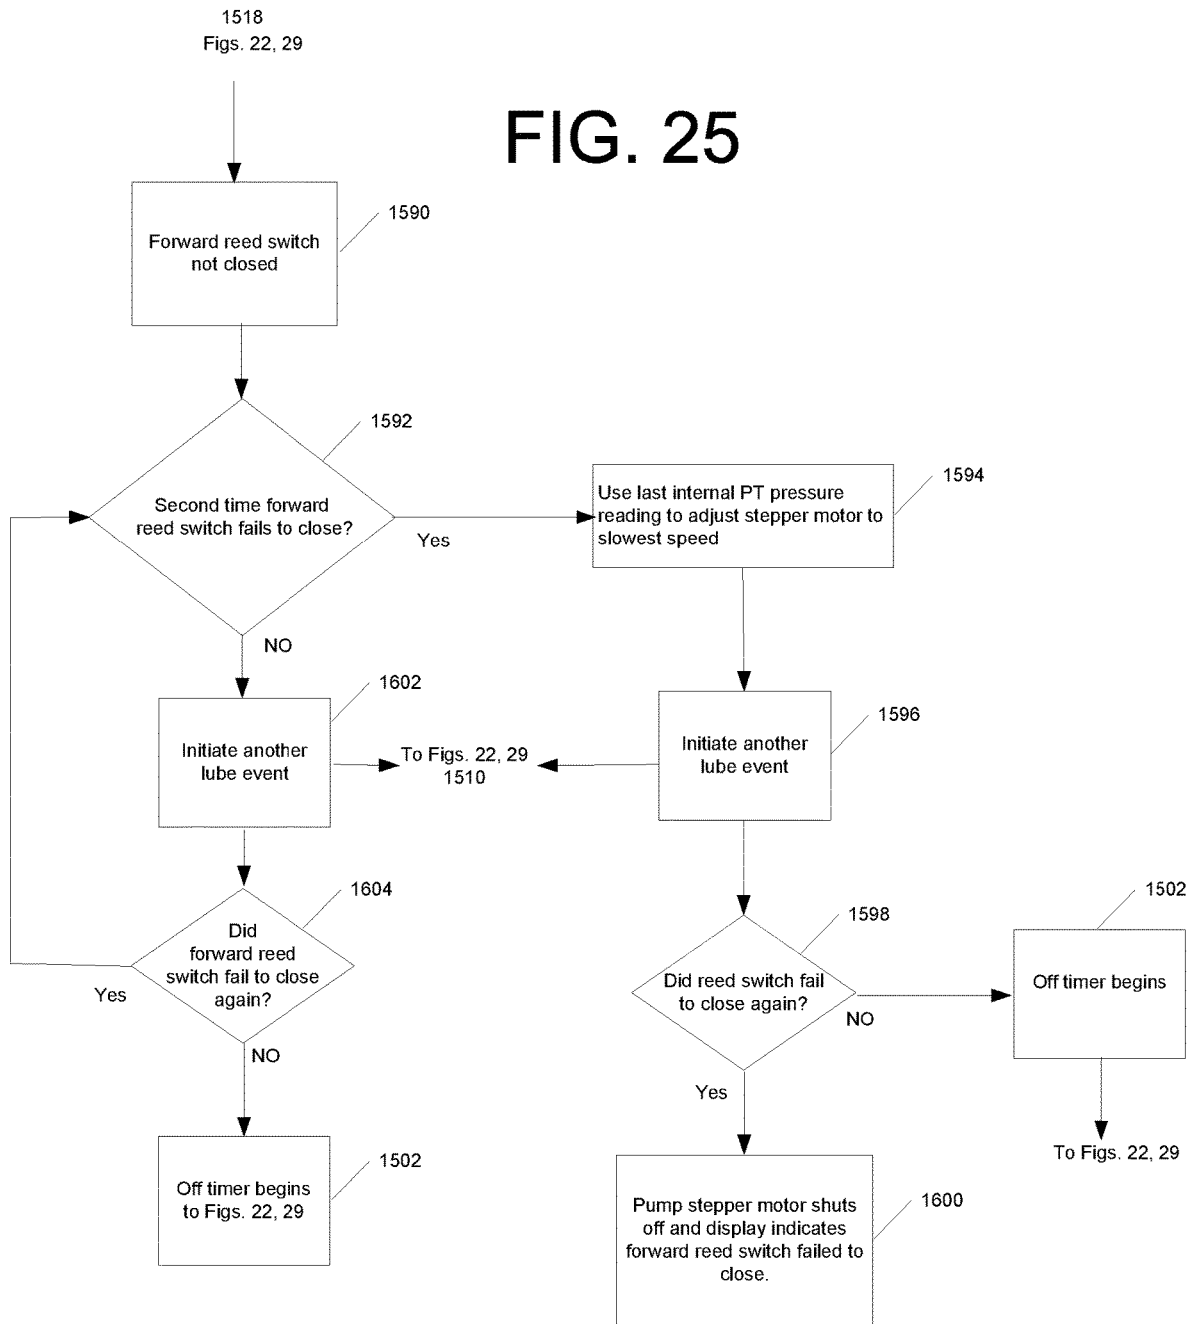 1518
Figs. 22, 29
FIG. 25
1590
Forward reed switch
not closed
1592
Second time forward
reed switch fails to close?
Yes
NO
1594
Use last internal PT pressure
reading to adjust stepper motor to
slowest speed
1602
Initiate another
lube event
To Figs. 22, 29
1510
1596
Initiate another
lube event
1604
Did
forward reed
switch fail to close
again?
Yes
NO
1598
Did reed switch fail
to close again?
NO
Yes
1502
Off timer begins
To Figs. 22, 29
1502
Off timer begins
to Figs. 22, 29
1600
Pump stepper motor shuts
off and display indicates
forward reed switch failed to
close.